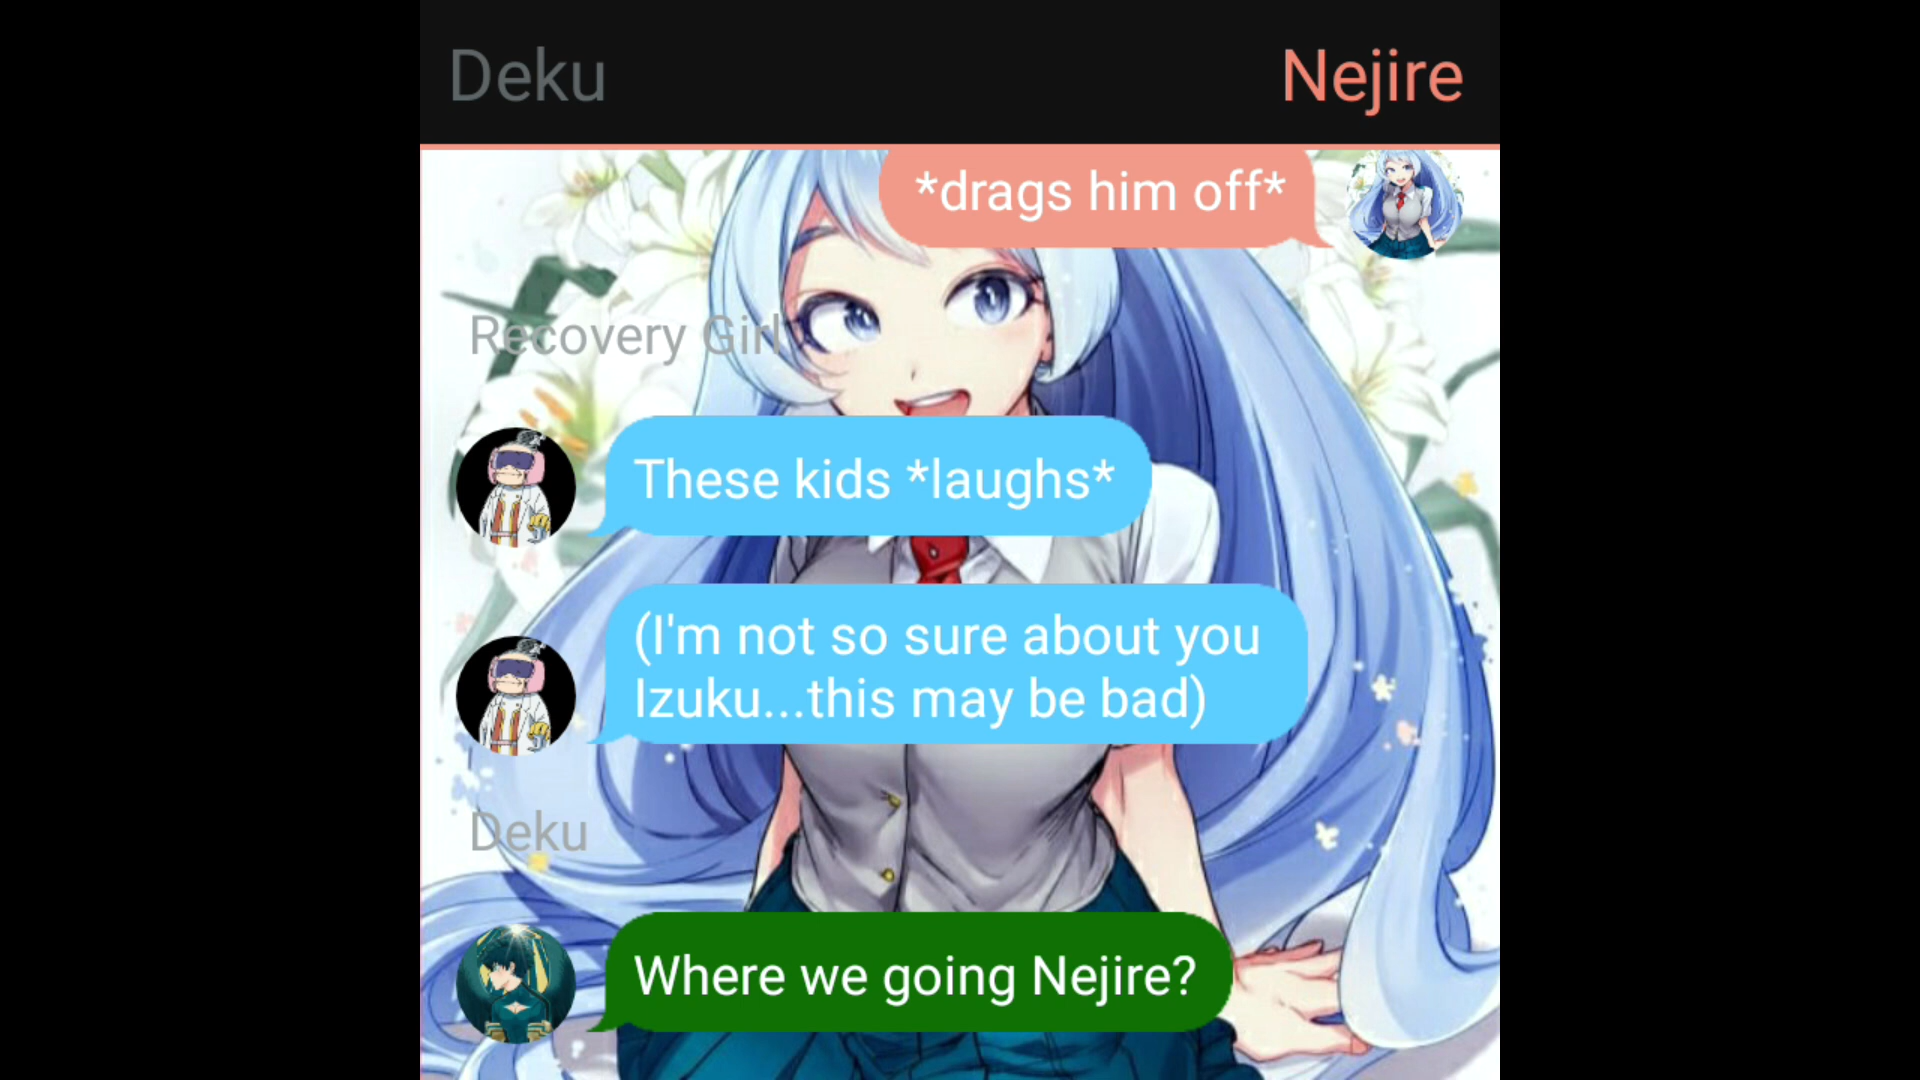 Deku
Nejire
*drags him off*
Recovery Girl
These kids *laughs*
(I'm not so sure about you
Izuku...this may be bad)
Deku
Where we going Nejire?